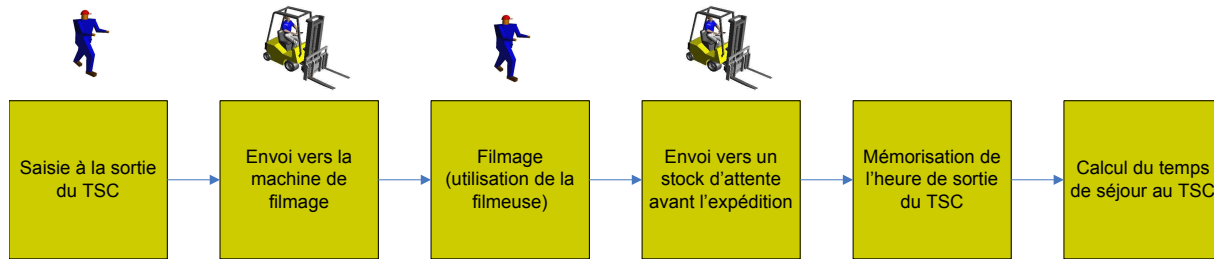 Saisie à la sortie
du TSC
Envoi vers la
machine de
filmage
Filmage
(utilisation de la
filmeuse)
Envoi vers un
stock d’attente
avant l’expédition
Mémorisation de
l’heure de sortie
du TSC
Calcul du temps
de séjour au TSC